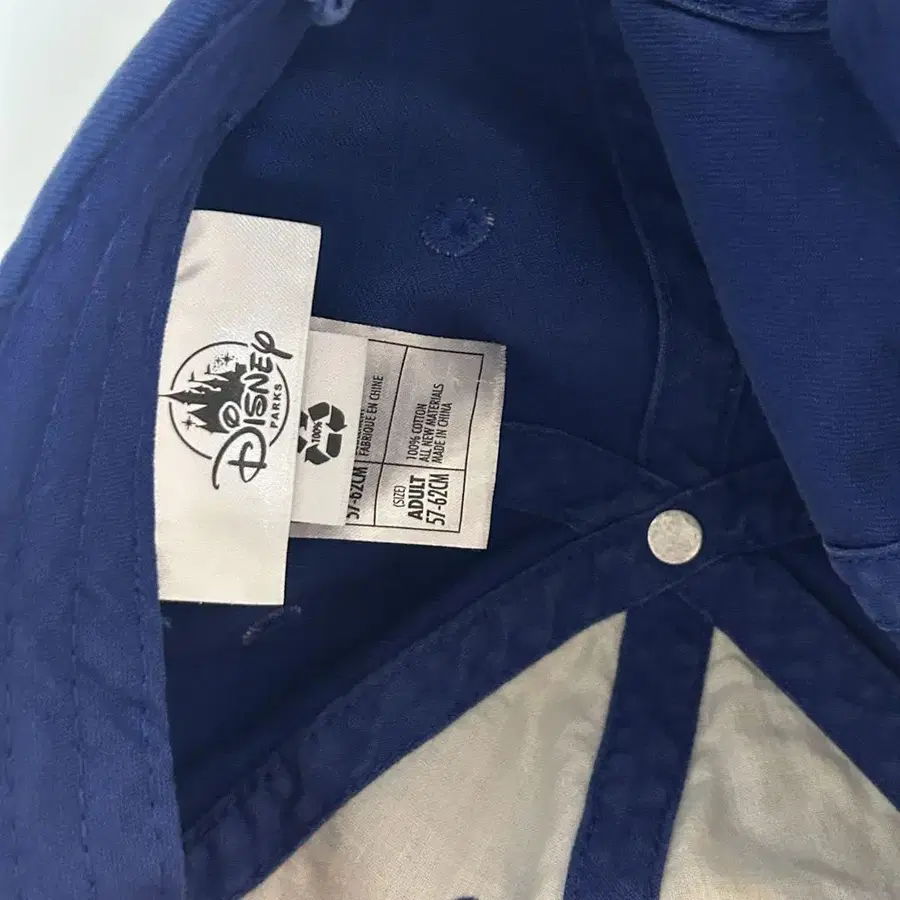 DISNEY
PARKS
100%
FABRIQUÉ EN CHINE
57-62CM
100% COTTON
ALL NEW MATERIALS
MADE IN CHINA
(SIZE)
ADULT
57-62CM